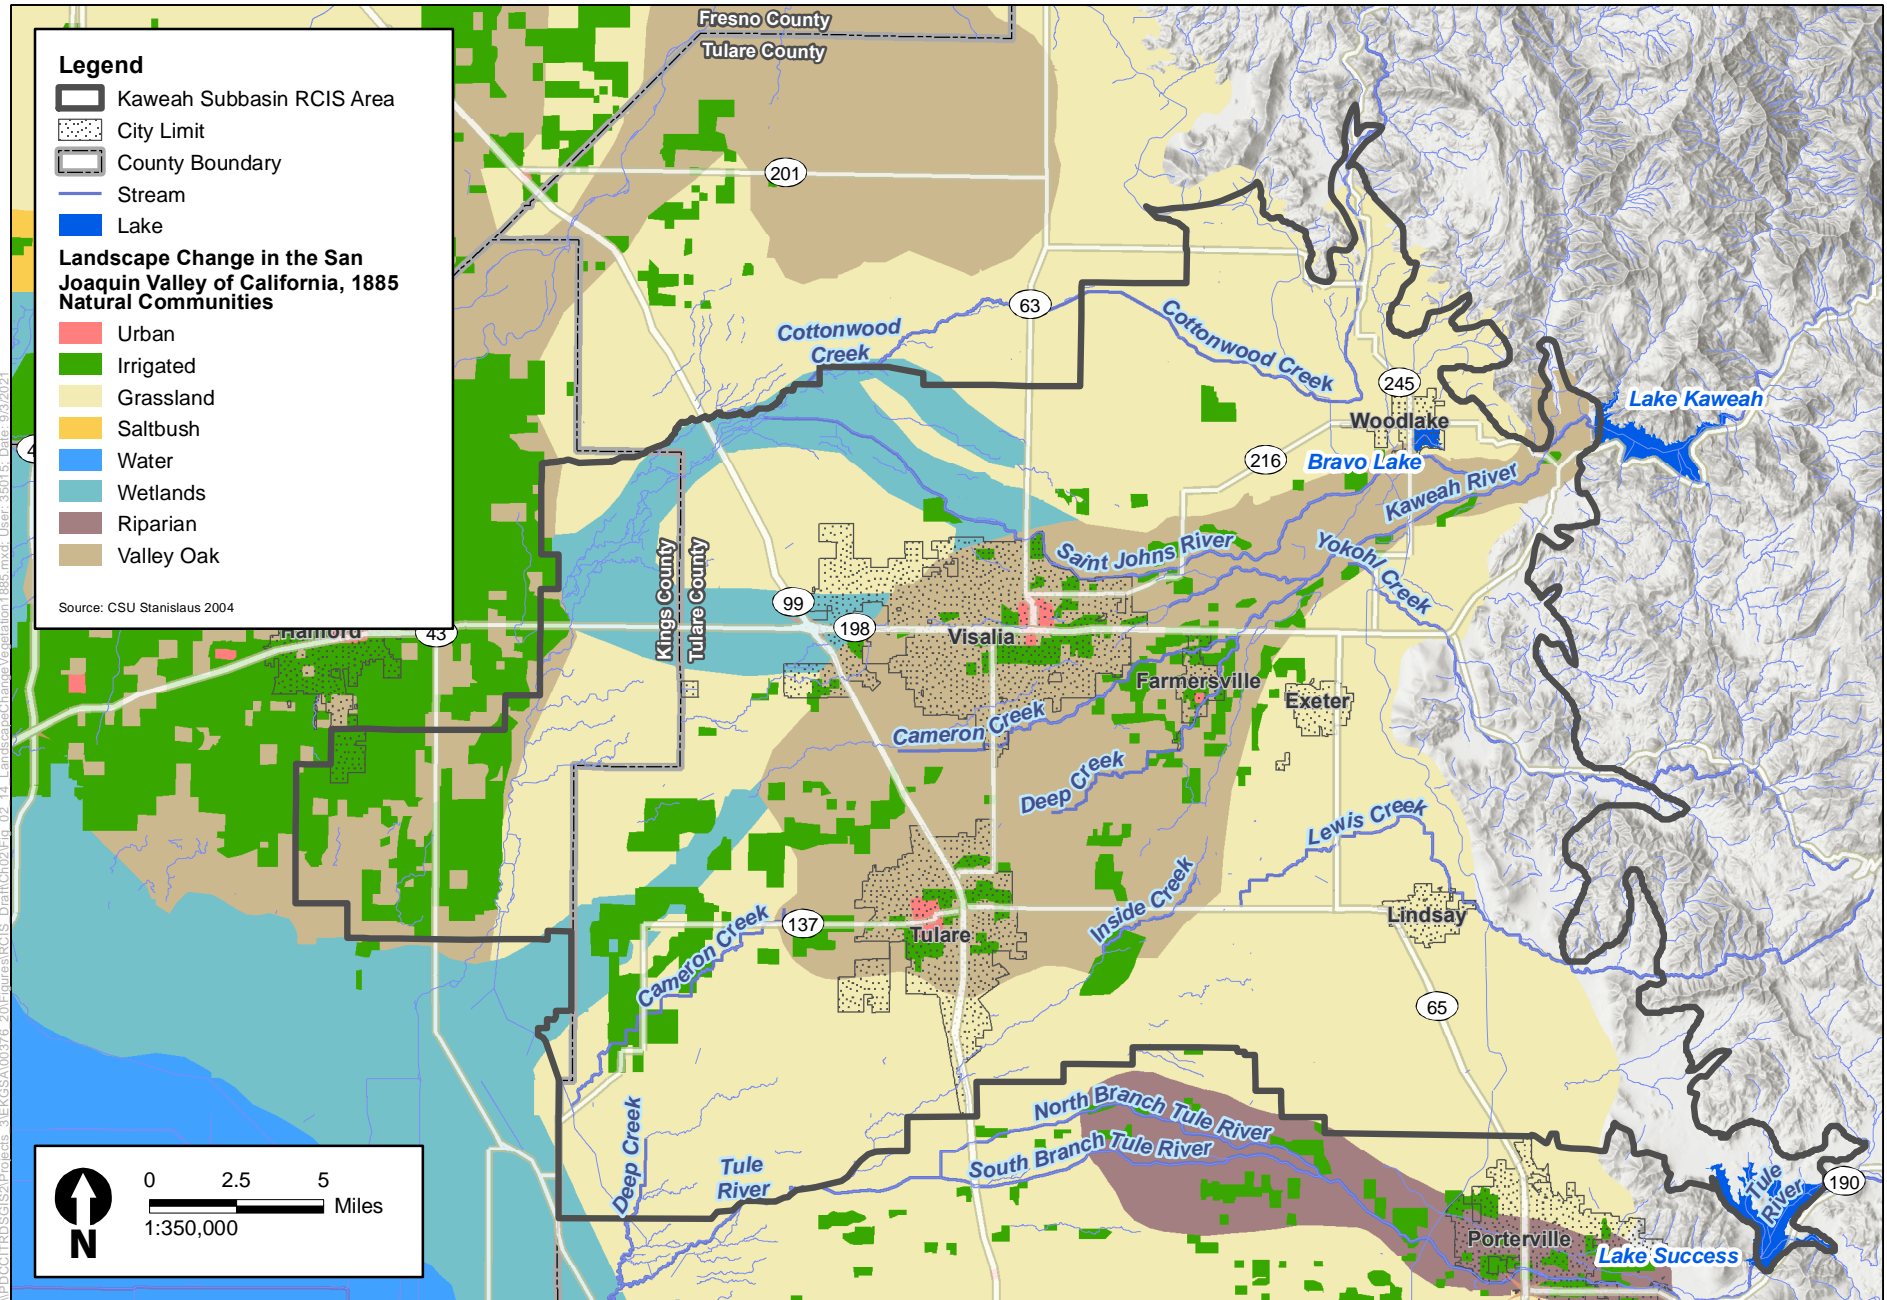 Fresno County
Tulare County
Legend
Kaweah Subbasin RCIS Area
City Limit
County Boundary
Stream
Lake
Landscape Change in the San
Joaquin Valley of California, 1885
Natural Communities
Urban
Irrigated
Grassland
Saltbush
Water
Wetlands
Riparian
Valley Oak
Source: CSU Stanislaus 2004
201
63
Cottonwood
Creek
Cottonwood Creek
245
Woodlake
Lake Kaweah
216
Bravo Lake
Kaweah River
Saint Johns River
Yokohl Creek
Kings County
Tulare County
99
198
Visalia
Hanford
43
Farmersville
Exeter
Cameron Creek
Deep Creek
Lewis Creek
Inside Creek
Lindsay
137
Tulare
Cameron Creek
65
North Branch Tule River
South Branch Tule River
Deep Creek
Tule
River
Tule
River
190
Porterville
Lake Success
0 2.5 5
Miles
1:350,000
N